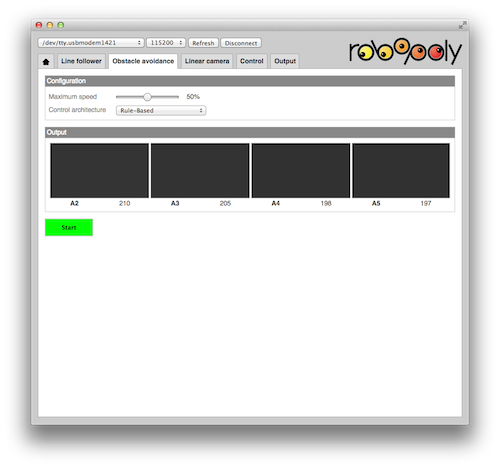 /dev/tty.usbmodem1421 115200 Refresh Disconnect
robopoly
Line follower Obstacle avoidance Linear camera Control Output
Configuration
Maximum speed 50%
Control architecture Rule-Based
Output
A2 210 A3 205 A4 198 A5 197
Start